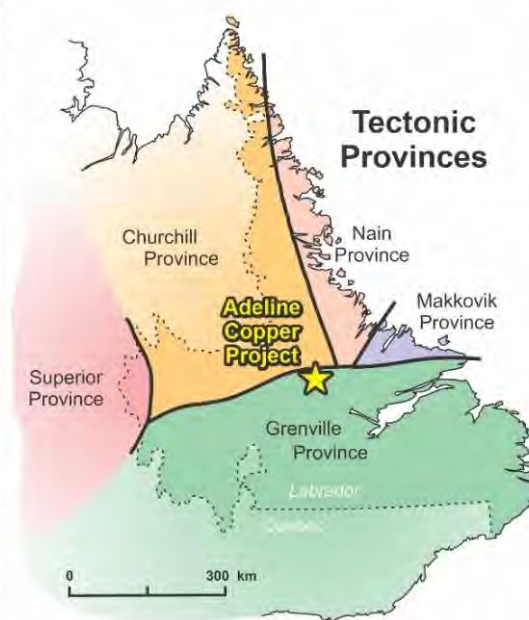 Tectonic
Provinces
Churchill
Province
Nain
Province
Adeline
Copper
Project
Makkovik
Province
Superior
Province
Grenville
Province
Labrador
Quebec
0 300 km